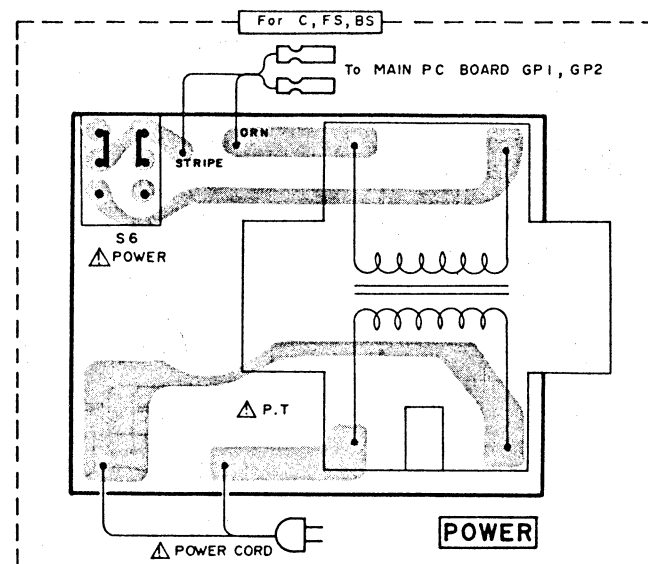 For C, FS, BS
To MAIN PC BOARD GP1, GP2
ORN
STRIPE
S6
POWER
P.T
POWER CORD
POWER